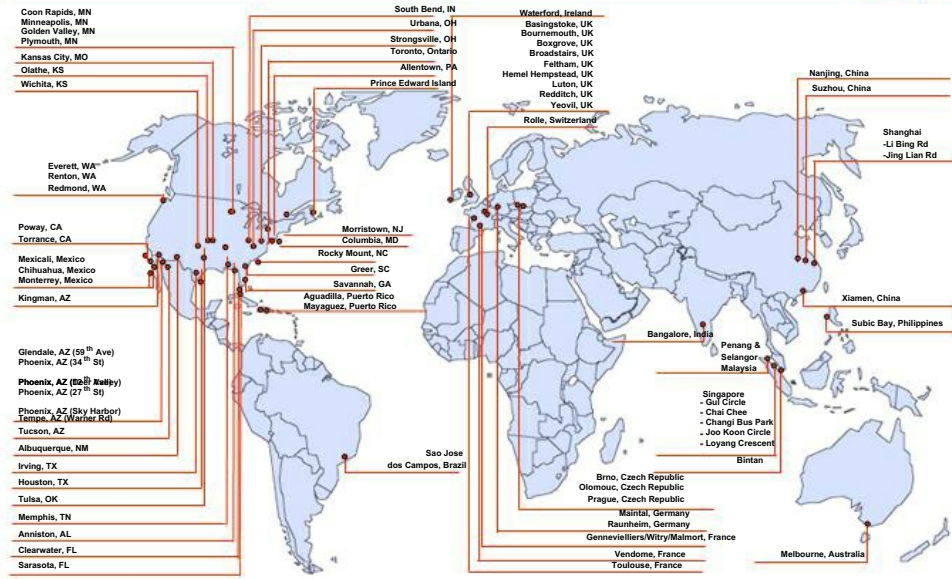 Coon Rapids, MN
Minneapolis, MN
Golden Valley, MN
Plymouth, MN
Kansas City, MO
Olathe, KS
Wichita, KS
Everett, WA
Renton, WA
Redmond, WA
Poway, CA
Torrance, CA
Mexicali, Mexico
Chihuahua, Mexico
Monterrey, Mexico
Kingman, AZ
Glendale, AZ (59th Ave)
Phoenix, AZ (34th St)
Phoenix, AZ
Phoenix, AZ (27th St)
Phoenix, AZ (Sky Harbor)
Tempe, AZ (Warner Rd)
Tucson, AZ
Albuquerque, NM
Irving, TX
Houston, TX
Tulsa, OK
Memphis, TN
Anniston, AL
Clearwater, FL
Sarasota, FL
South Bend, IN
Urbana, OH
Strongsville, OH
Toronto, Ontario
Allentown, PA
Prince Edward Island
Morristown, NJ
Columbia, MD
Rocky Mount, NC
Greer, SC
Savannah, GA
Aguadilla, Puerto Rico
Mayaguez, Puerto Rico
Sao Jose
dos Campos, Brazil
Waterford, Ireland
Basingstoke, UK
Bournemouth, UK
Boxgrove, UK
Broadstairs, UK
Feltham, UK
Hemel Hempstead, UK
Luton, UK
Redditch, UK
Yeovil, UK
Rolle, Switzerland
Brno, Czech Republic
Olomouc, Czech Republic
Prague, Czech Republic
Maintal, Germany
Raunheim, Germany
Gennevielliers/Witry/Malmort, France
Vendome, France
Toulouse, France
Nanjing, China
Suzhou, China
Shanghai
-Li Bing Rd
-Jing Lian Rd
Xiamen, China
Subic Bay, Philippines
Bangalore, India
Penang &
Selangor
Malaysia
Singapore
- Gul Circle
- Chai Chee
- Changi Bus Park
- Joo Koon Circle
- Loyang Crescent
Bintan
Melbourne, Australia